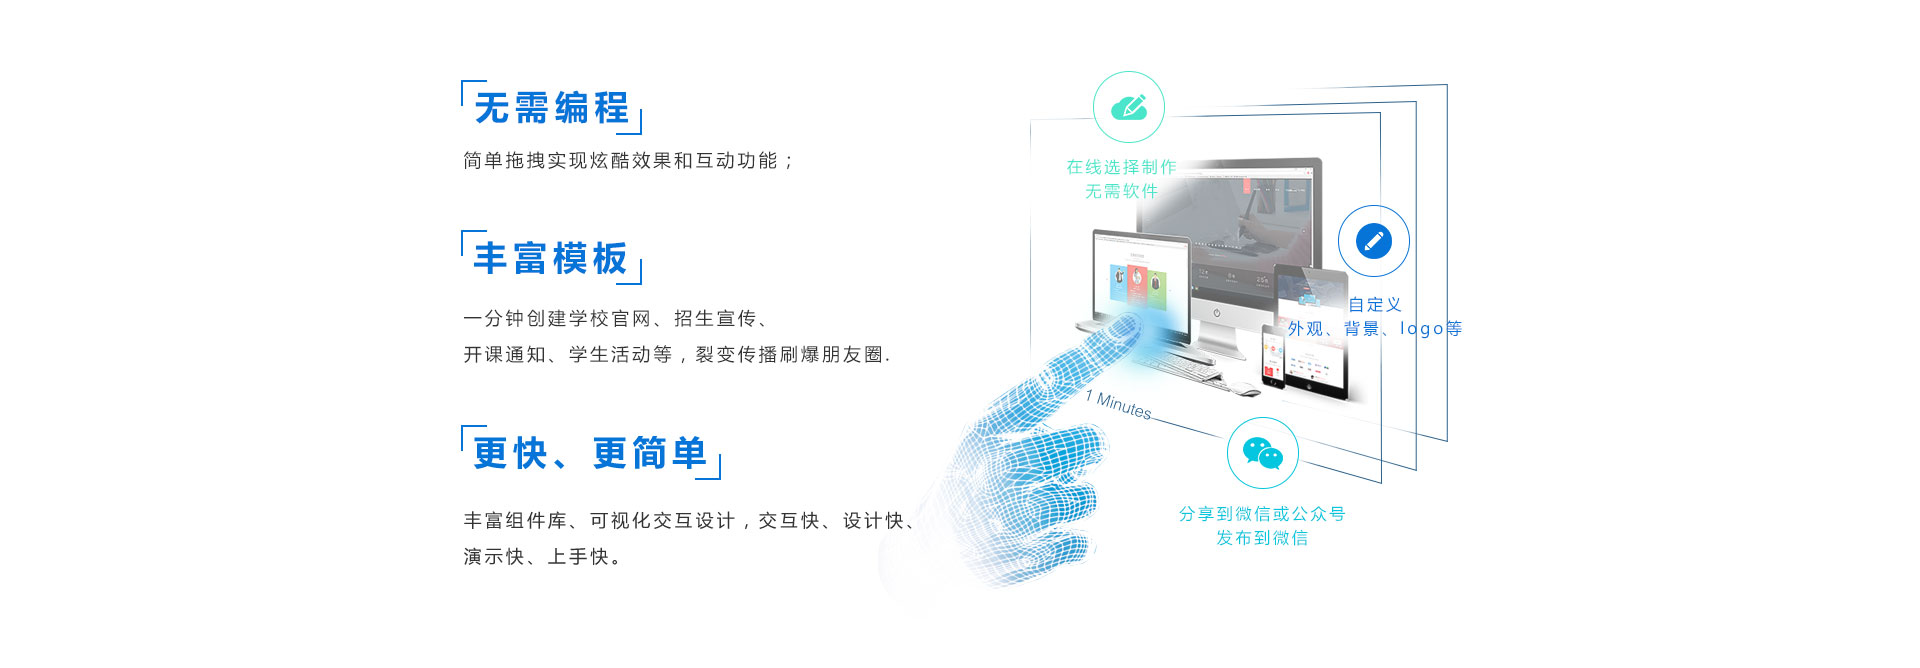 无需编程
简单拖拽实现炫酷效果和互动功能；
丰富模板
一分钟创建学校官网、招生宣传、
开课通知、学生活动等，裂变传播刷爆朋友圈.
更快、更简单
丰富组件库、可视化交互设计，交互快、设计快、
演示快、上手快。
在线选择制作
无需软件
自定义
外观、背景、logo等
1 Minutes
分享到微信或公众号
发布到微信